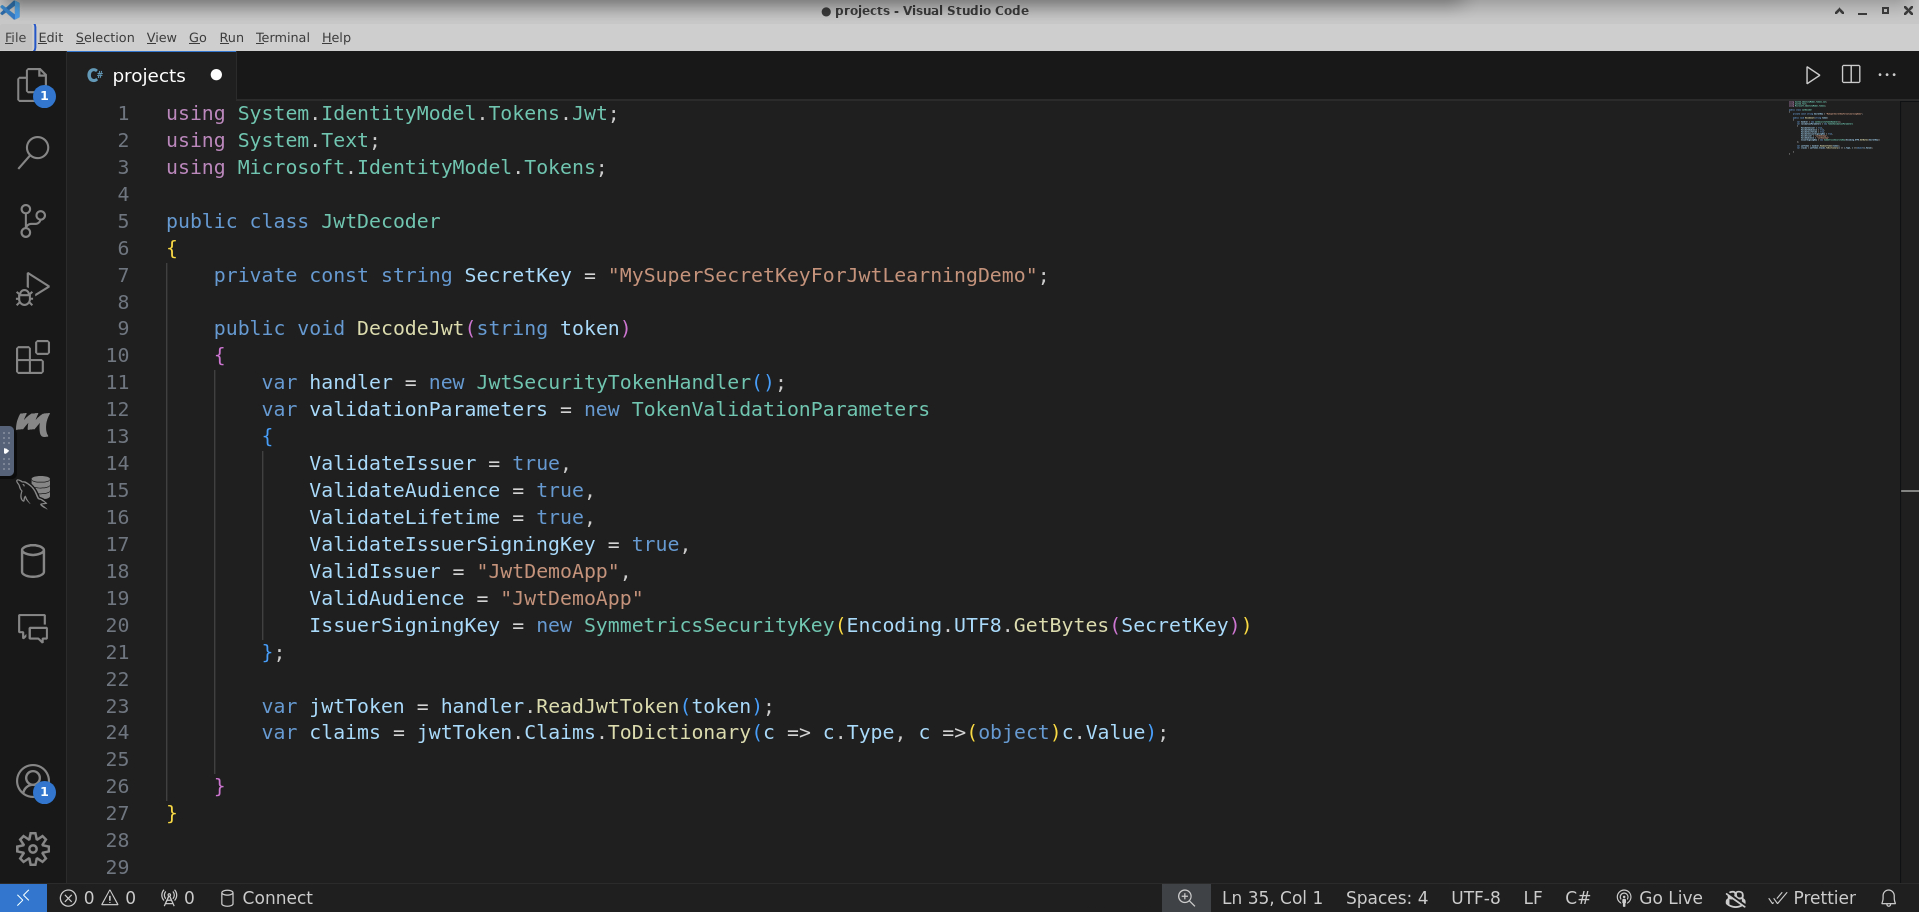 ● projects - Visual Studio Code
File Edit Selection View Go Run Terminal Help
C# projects
1 using System.IdentityModel.Tokens.Jwt;
2 using System.Text;
3 using Microsoft.IdentityModel.Tokens;
4
5 public class JwtDecoder
6 {
7     private const string SecretKey = "MySuperSecretKeyForJwtLearningDemo";
8
9     public void DecodeJwt(string token)
10     {
11         var handler = new JwtSecurityTokenHandler();
12         var validationParameters = new TokenValidationParameters
13         {
14             ValidateIssuer = true,
15             ValidateAudience = true,
16             ValidateLifetime = true,
17             ValidateIssuerSigningKey = true,
18             ValidIssuer = "JwtDemoApp",
19             ValidAudience = "JwtDemoApp"
20             IssuerSigningKey = new SymmetricsSecurityKey(Encoding.UTF8.GetBytes(SecretKey))
21         };
22
23         var jwtToken = handler.ReadJwtToken(token);
24         var claims = jwtToken.Claims.ToDictionary(c => c.Type, c =>(object)c.Value);
25
26     }
27 }
28
29
1
1
0 0 0 Connect Ln 35, Col 1 Spaces: 4 UTF-8 LF C# Go Live Prettier